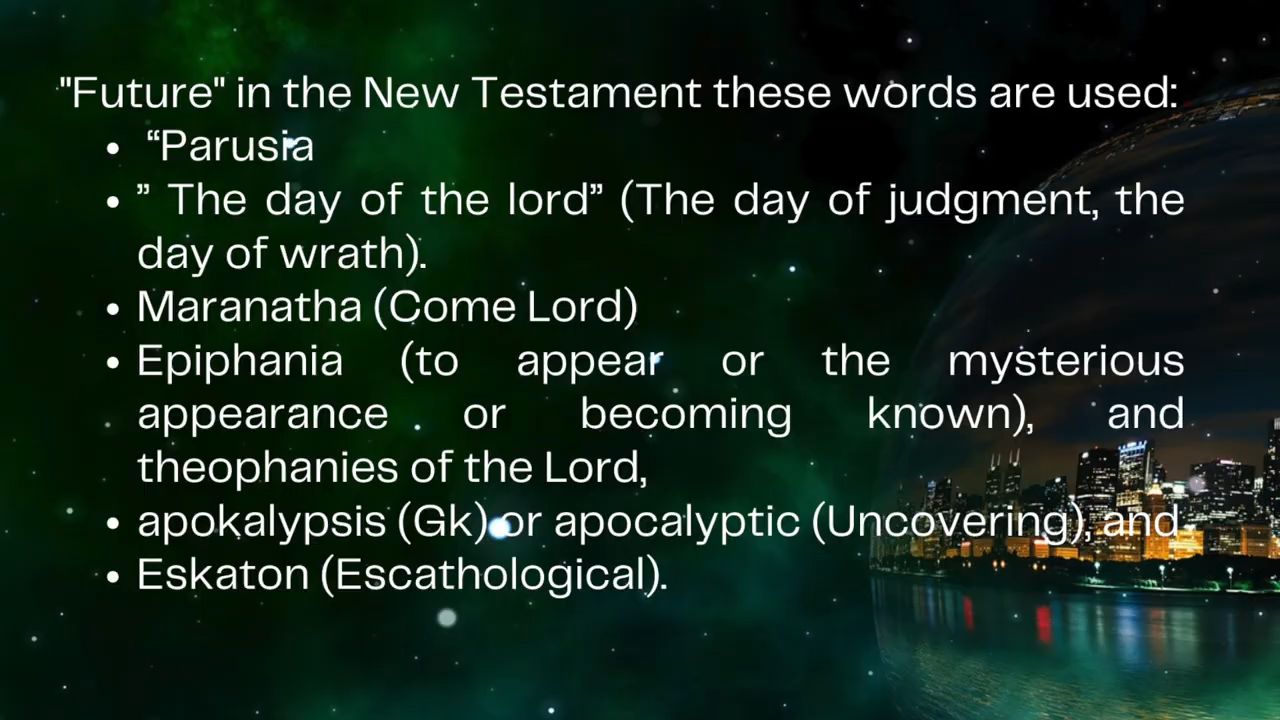 "Future" in the New Testament these words are used:
• “Parusia
• ” The day of the lord” (The day of judgment, the
day of wrath).
• Maranatha (Come Lord)
• Epiphania (to appear or the mysterious
appearance or becoming known), and
theophanies of the Lord,
• apokalypsis (Gk) or apocalyptic (Uncovering), and
• Eskaton (Escathological).